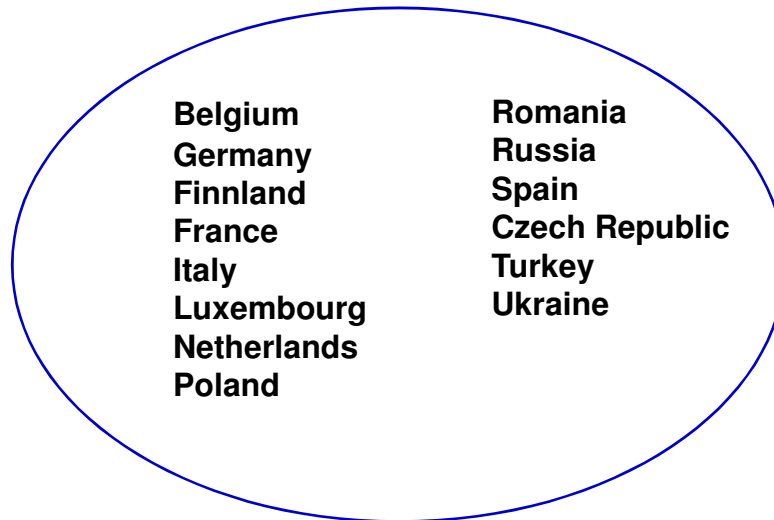 Belgium
Germany
Finnland
France
Italy
Luxembourg
Netherlands
Poland
Romania
Russia
Spain
Czech Republic
Turkey
Ukraine